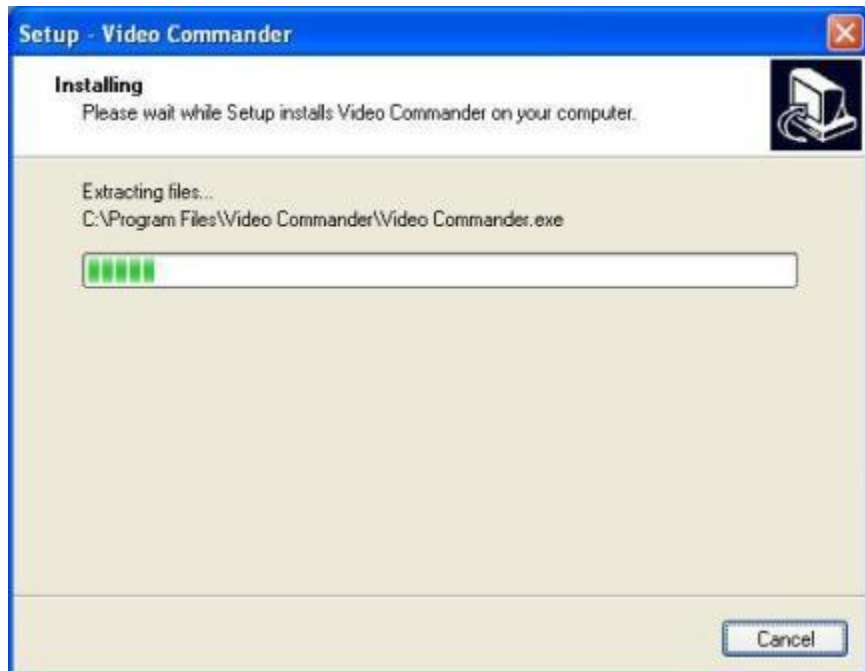 Setup - Video Commander
Installing
Please wait while Setup installs Video Commander on your computer.
Extracting files...
C:\Program Files\Video Commander\Video Commander.exe
Cancel